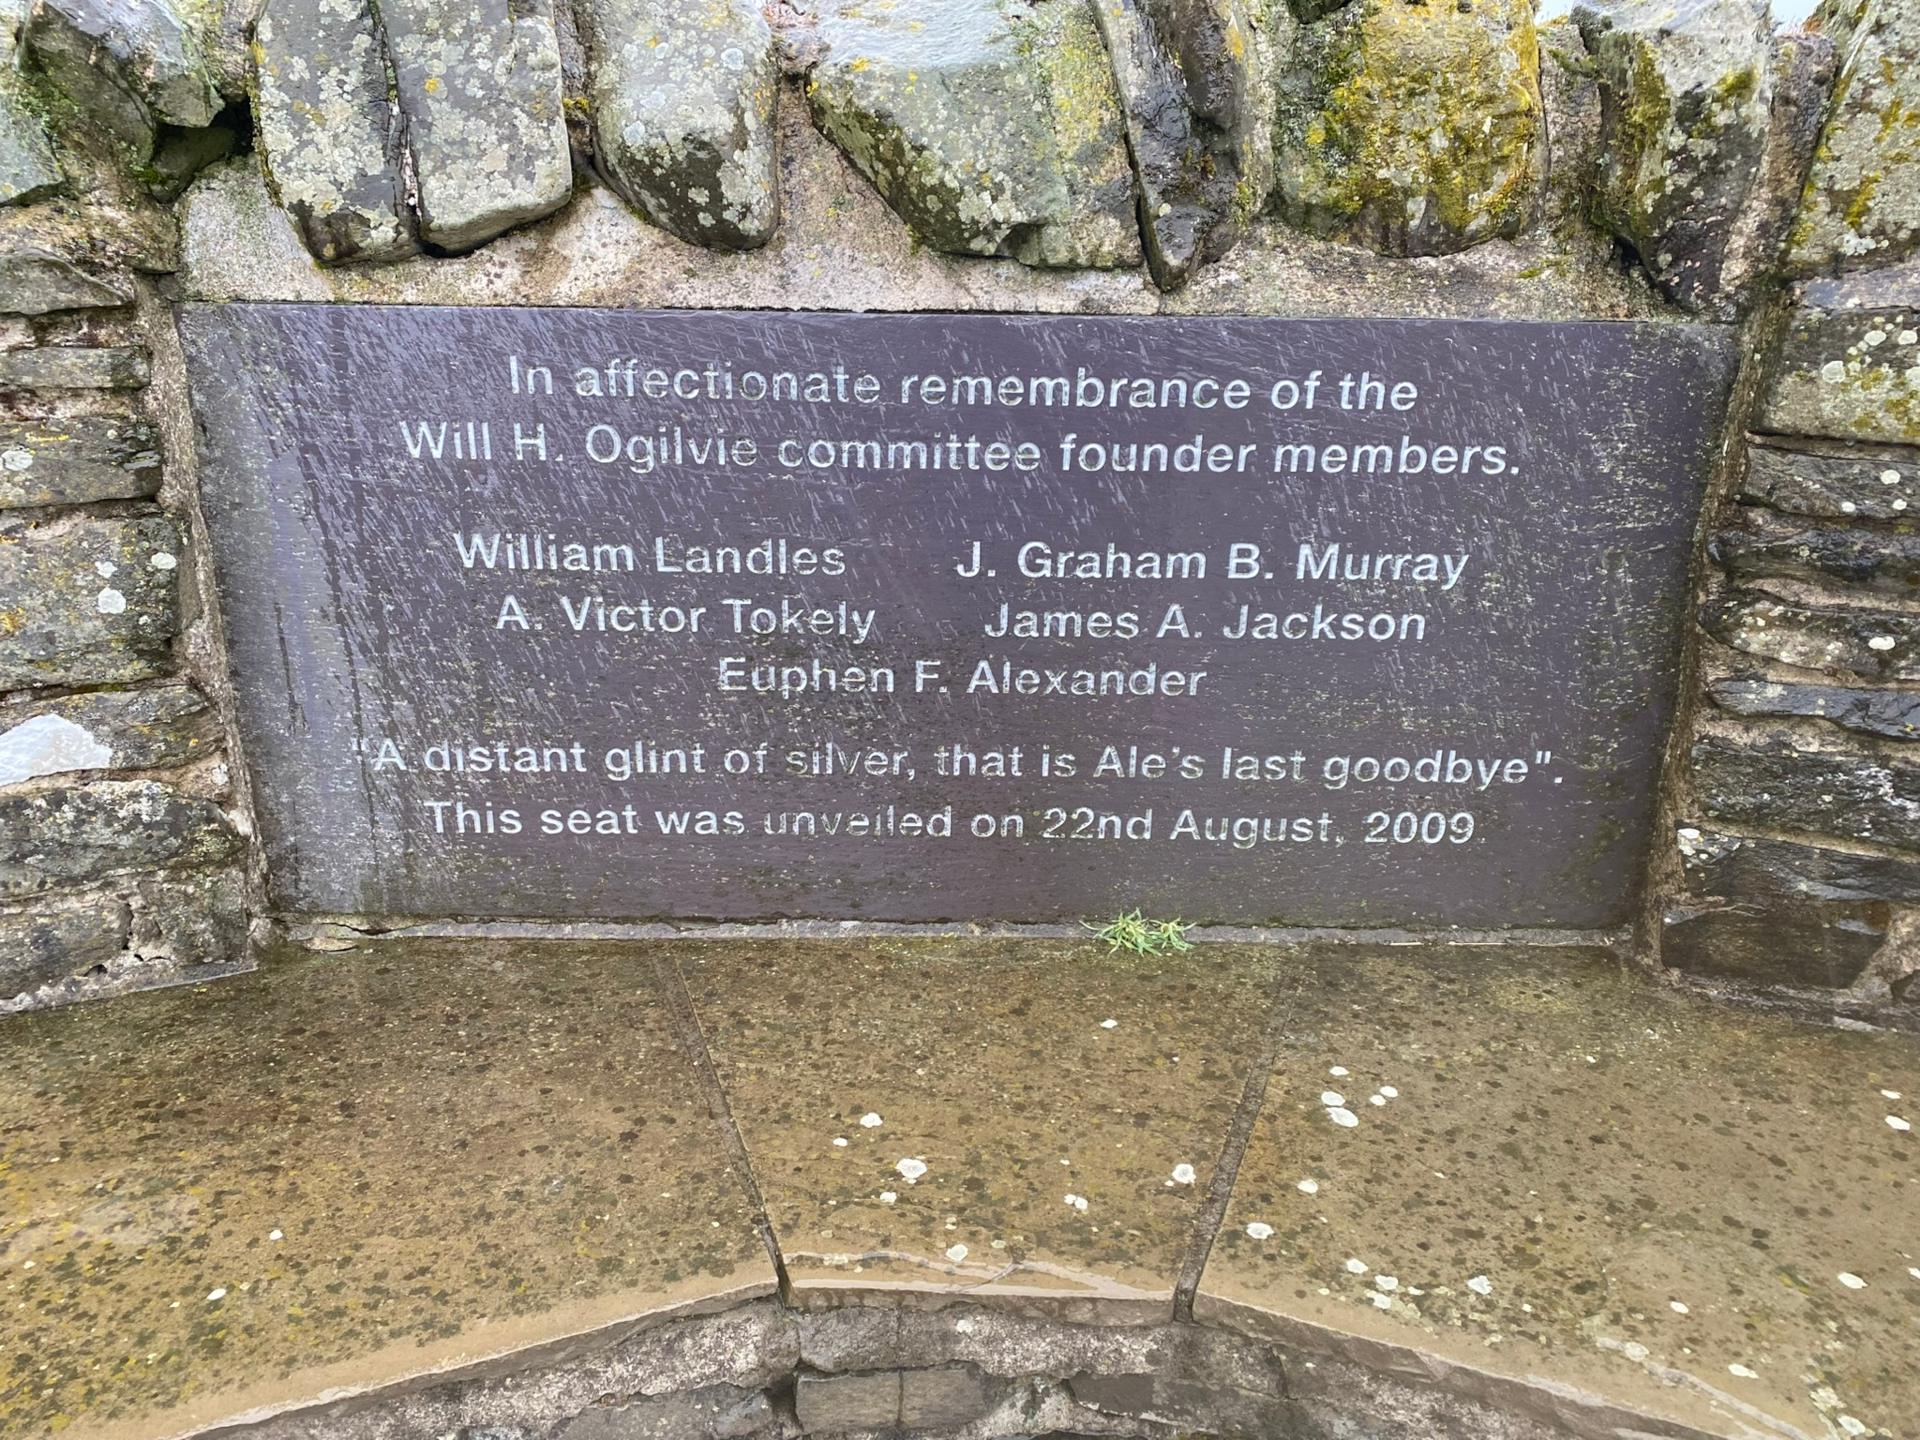 In affectionate remembrance of the
Will H. Ogilvie committee founder members.
William Landles J. Graham B. Murray
A. Victor Tokely James A. Jackson
Euphen F. Alexander
"A distant glint of silver, that is Ale's last goodbye".
This seat was unveiled on 22nd August, 2009